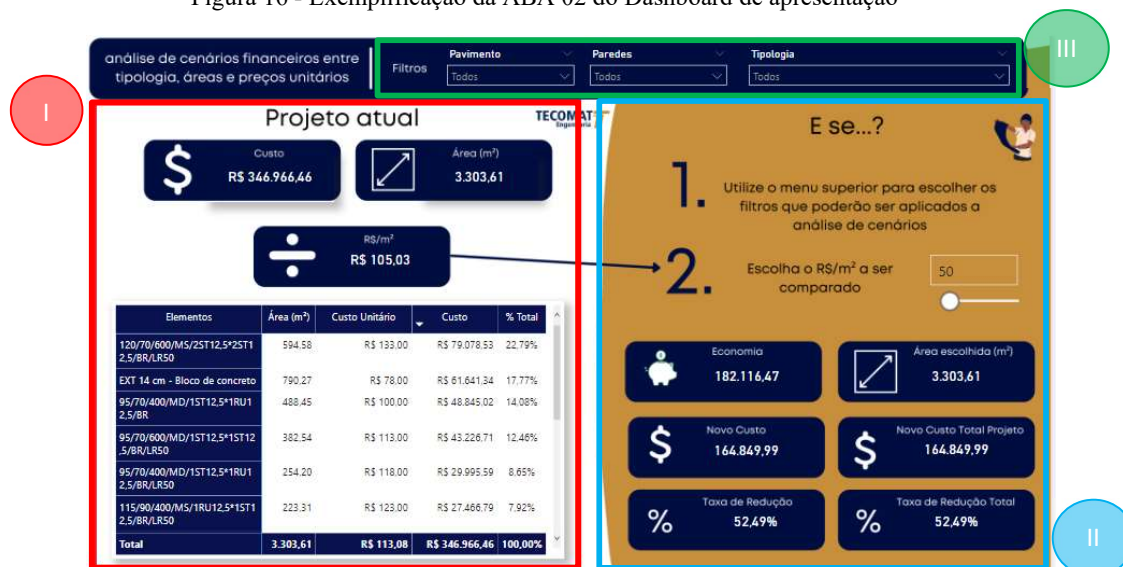 Figura 16 - Exemplificação da ABA 02 do Dashboard de apresentação
análise de cenários financeiros entre
tipologia, áreas e preços unitários
Filtros
Pavimento
Todos
Paredes
Todos
Tipologia
Todos
III
I
Projeto atual
TECOMAT
Engenharia
Custo
R$ 346.966,46
Área (m²)
3.303,61
R$/m²
R$ 105,03
Elementos Área (m²) Custo Unitário Custo % Total
120/70/600/MS/2ST12,5*2ST1 594.58 R$ 133.00 R$ 79.078.53 22,79%
2,5/BR/LR50
EXT 14 cm - Bloco de concreto 790.27 R$ 78,00 R$ 61.641,34 17,77%
95/70/400/MD/1ST12,5*1RU1 488.45 R$ 100.00 R$ 48.845.02 14,08%
2,5/BR
95/70/600/MD/1ST12,5*1ST12 382.54 R$ 113.00 R$ 43.226.71 12,46%
,5/BR/LR50
95/70/400/MD/1ST12,5*1RU1 254.20 R$ 118.00 R$ 29.995.59 8,65%
2,5/BR/LR50
115/90/400/MS/1RU12,5*1ST1 223.31 R$ 123.00 R$ 27.466.79 7,92%
2,5/BR/LR50
Total 3.303,61 R$ 113,08 R$ 346.966,46 100,00%
E se...?
1.
Utilize o menu superior para escolher os
filtros que poderão ser aplicados a
análise de cenários
2.
Escolha o R$/m² a ser
comparado
50
Economia
182.116,47
Área escolhida (m²)
3.303,61
Novo Custo
164.849,99
Novo Custo Total Projeto
164.849,99
Taxa de Redução
52,49%
Taxa de Redução Total
52,49%
II